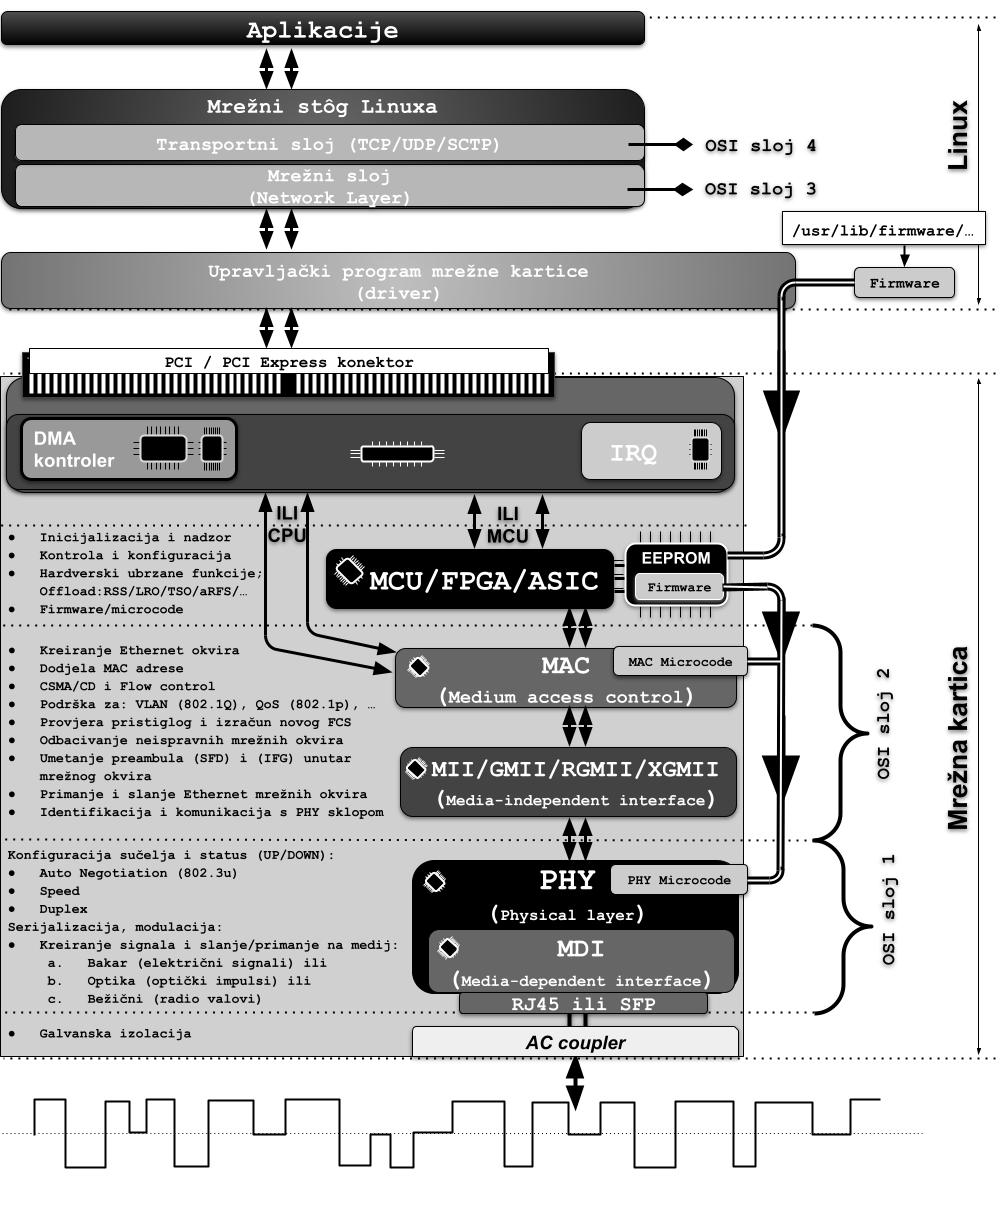 Aplikacije
Mrežni stôg Linuxa
Transportni sloj (TCP/UDP/SCTP)
OSI sloj 4
Mrežni sloj
(Network Layer)
OSI sloj 3
Linux
/usr/lib/firmware/…
Upravljački program mrežne kartice
(driver)
Firmware
PCI / PCI Express konektor
DMA
kontroler
IRQ
ILI
CPU
ILI
MCU
● Inicijalizacija i nadzor
● Kontrola i konfiguracija
● Hardverski ubrzane funkcije;
Offload:RSS/LRO/TSO/aRFS/…
● Firmware/microcode
MCU/FPGA/ASIC
EEPROM
Firmware
● Kreiranje Ethernet okvira
● Dodjela MAC adrese
● CSMA/CD i Flow control
● Podrška za: VLAN (802.1Q), QoS (802.1p), …
● Provjera pristiglog i izračun novog FCS
● Odbacivanje neispravnih mrežnih okvira
● Umetanje preambula (SFD) i (IFG) unutar
mrežnog okvira
● Primanje i slanje Ethernet mrežnih okvira
● Identifikacija i komunikacija s PHY sklopom
MAC
(Medium access control)
MAC Microcode
MII/GMII/RGMII/XGMII
(Media-independent interface)
OSI sloj 2
Mrežna kartica
Konfiguracija sučelja i status (UP/DOWN):
● Auto Negotiation (802.3u)
● Speed
● Duplex
Serijalizacija, modulacija:
● Kreiranje signala i slanje/primanje na medij:
a. Bakar (električni signali) ili
b. Optika (optički impulsi) ili
c. Bežični (radio valovi)
PHY
(Physical layer)
PHY Microcode
MDI
(Media-dependent interface)
RJ45 ili SFP
OSI sloj 1
● Galvanska izolacija
AC coupler